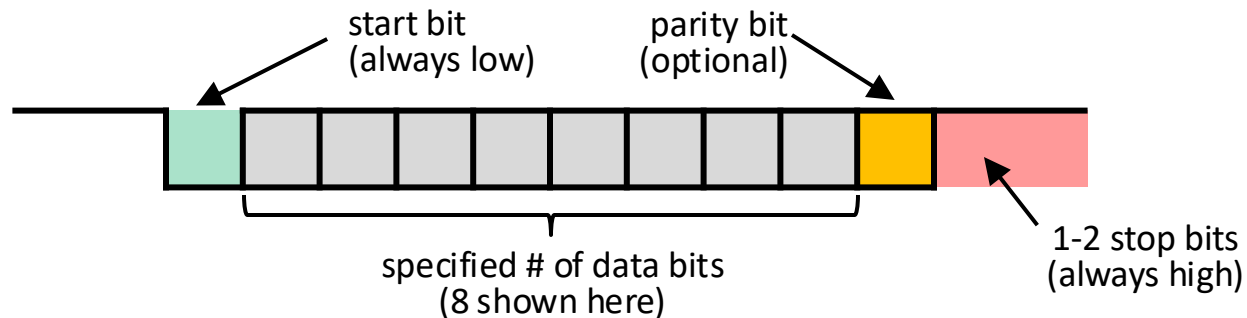 start bit
(always low)
parity bit
(optional)
specified # of data bits
(8 shown here)
1-2 stop bits
(always high)